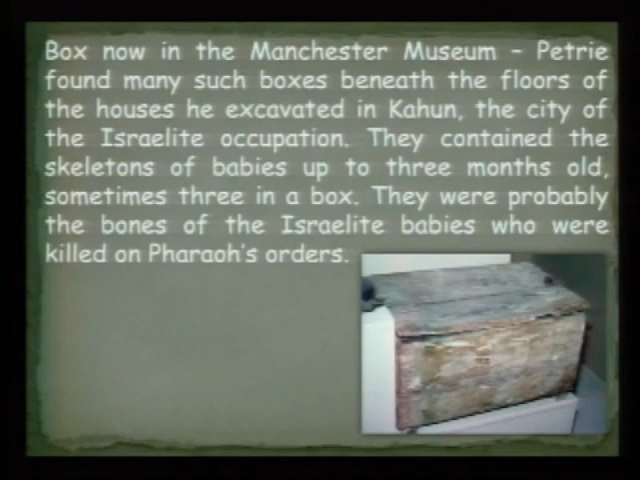 Box now in the Manchester Museum – Petrie
found many such boxes beneath the floors of
the houses he excavated in Kahun, the city of
the Israelite occupation. They contained the
skeletons of babies up to three months old,
sometimes three in a box. They were probably
the bones of the Israelite babies who were
killed on Pharaoh's orders.